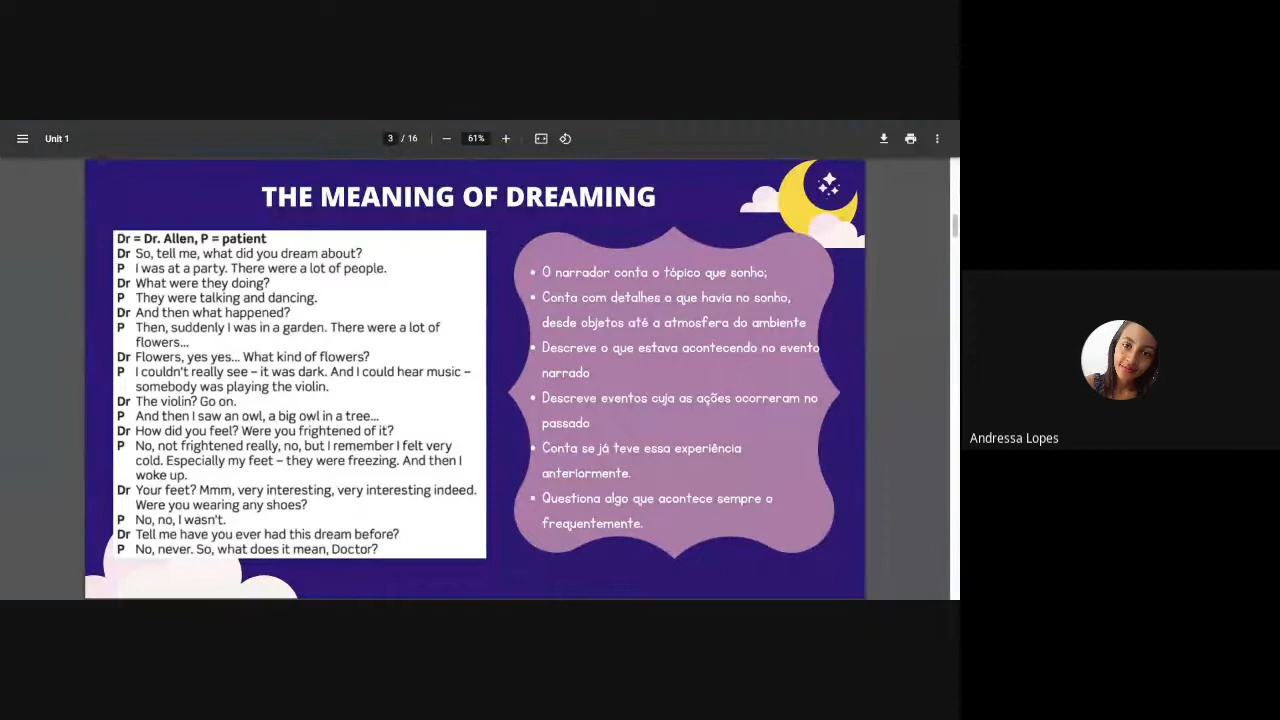 Unit 1
3 / 16
61%
THE MEANING OF DREAMING
Dr = Dr. Allen, P = patient
Dr So, tell me, what did you dream about?
P I was at a party. There were a lot of people.
Dr What were they doing?
P They were talking and dancing.
Dr And then what happened?
P Then, suddenly I was in a garden. There were a lot of
flowers...
Dr Flowers, yes yes... What kind of flowers?
P I couldn't really see – it was dark. And I could hear music –
somebody was playing the violin.
Dr The violin? Go on.
P And then I saw an owl, a big owl in a tree...
Dr How did you feel? Were you frightened of it?
P No, not frightened really, no, but I remember I felt very
cold. Especially my feet – they were freezing. And then I
woke up.
Dr Your feet? Mmm, very interesting, very interesting indeed.
Were you wearing any shoes?
P No, no, I wasn't.
Dr Tell me have you ever had this dream before?
P No, never. So, what does it mean, Doctor?
• O narrador conta o tópico que sonho;
• Conta com detalhes o que havia no sonho,
desde objetos até a atmosfera do ambiente
• Descreve o que estava acontecendo no evento
narrado
• Descreve eventos cuja as ações ocorreram no
passado
• Conta se já teve essa experiência
anteriormente.
• Questiona algo que acontece sempre o
frequentemente.
Andressa Lopes